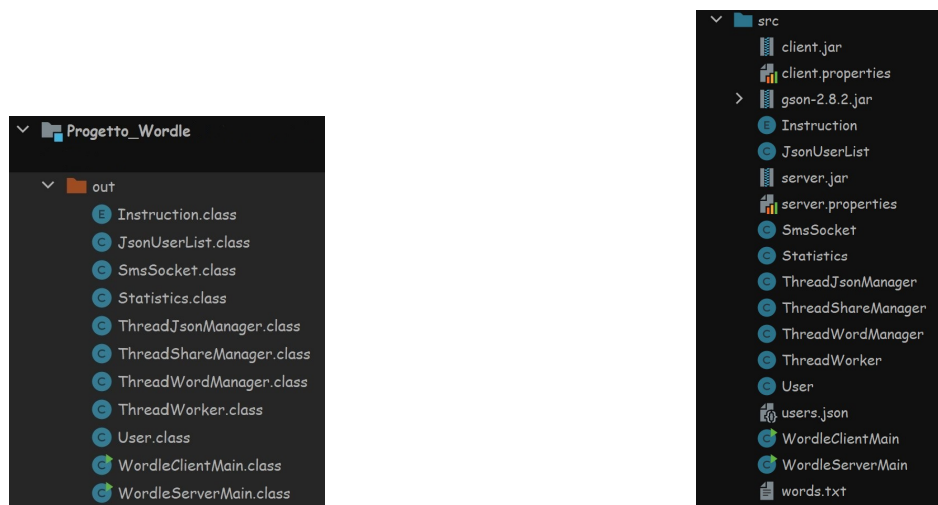 Progetto_Wordle
out
Instruction.class
JsonUserList.class
SmsSocket.class
Statistics.class
ThreadJsonManager.class
ThreadShareManager.class
ThreadWordManager.class
ThreadWorker.class
User.class
WordleClientMain.class
WordleServerMain.class
src
client.jar
client.properties
gson-2.8.2.jar
Instruction
JsonUserList
server.jar
server.properties
SmsSocket
Statistics
ThreadJsonManager
ThreadShareManager
ThreadWordManager
ThreadWorker
User
users.json
WordleClientMain
WordleServerMain
words.txt